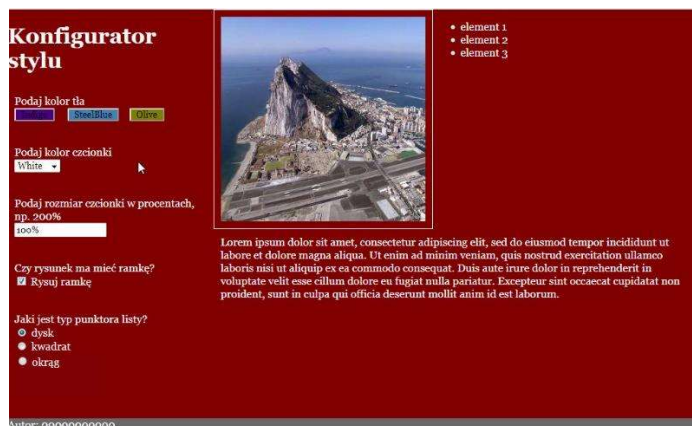 Konfigurator
stylu
Podaj kolor tła
Indigo SteelBlue Olive
Podaj kolor czcionki
White
Podaj rozmiar czcionki w procentach,
np. 200%
100%
Czy rysunek ma mieć ramkę?
Rysuj ramkę
Jaki jest typ punktora listy?
dysk
kwadrat
okrąg
element 1
element 2
element 3
Lorem ipsum dolor sit amet, consectetur adipiscing elit, sed do eiusmod tempor incididunt ut
labore et dolore magna aliqua. Ut enim ad minim veniam, quis nostrud exercitation ullamco
laboris nisi ut aliquip ex ea commodo consequat. Duis aute irure dolor in reprehenderit in
voluptate velit esse cillum dolore eu fugiat nulla pariatur. Excepteur sint occaecat cupidatat non
proident, sunt in culpa qui officia deserunt mollit anim id est laborum.
Autor: 00000000000